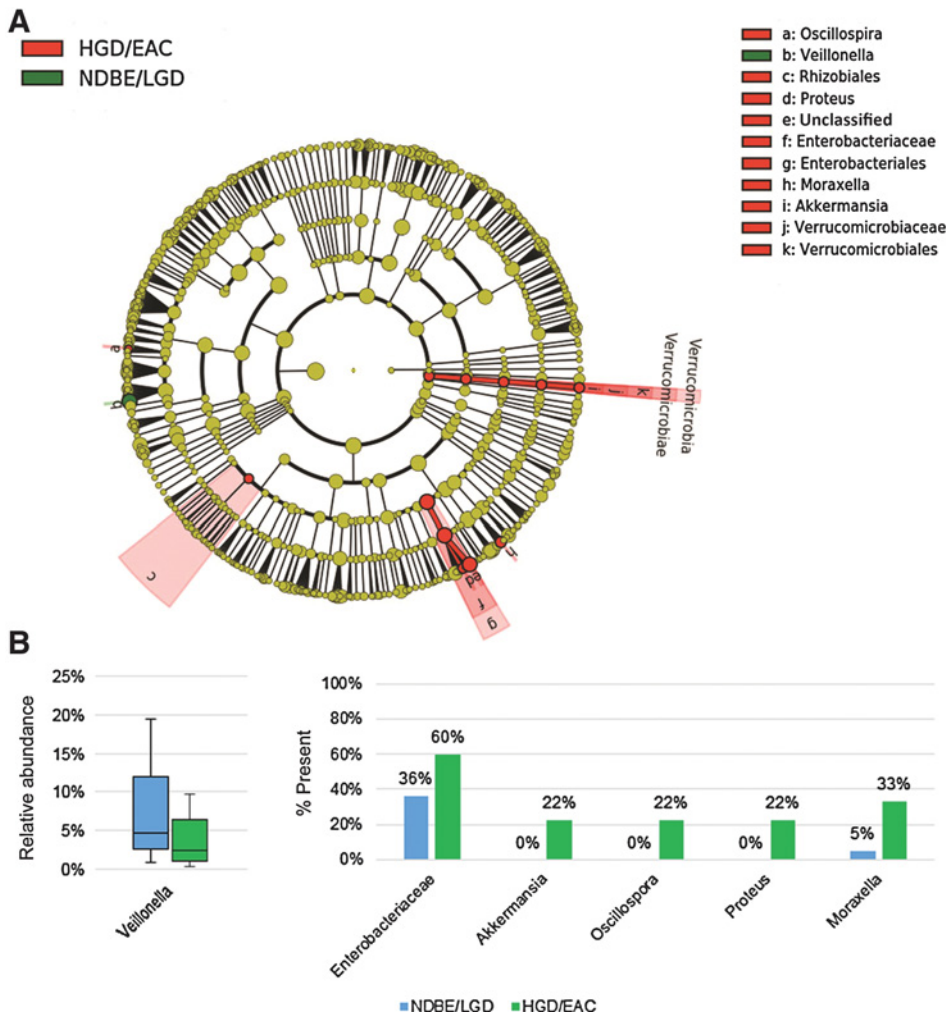 A
HGD/EAC
NDBE/LGD
a: Oscillospira
b: Veillonella
c: Rhizobiales
d: Proteus
e: Unclassified
f: Enterobacteriaceae
g: Enterobacteriales
h: Moraxella
i: Akkermansia
j: Verrucomicrobiaceae
k: Verrucomicrobiales
Verrucomicrobia
Verrucomicrobiae
i j k
b
c
h
e d
f
g
B
Relative abundance
25%
20%
15%
10%
5%
0%
Veillonella
% Present
100%
80%
60%
40%
20%
0%
36%
60%
0%
22%
0%
22%
0%
22%
5%
33%
Enterobacteriaceae
Akkermansia
Oscillospora
Proteus
Moraxella
NDBE/LGD
HGD/EAC